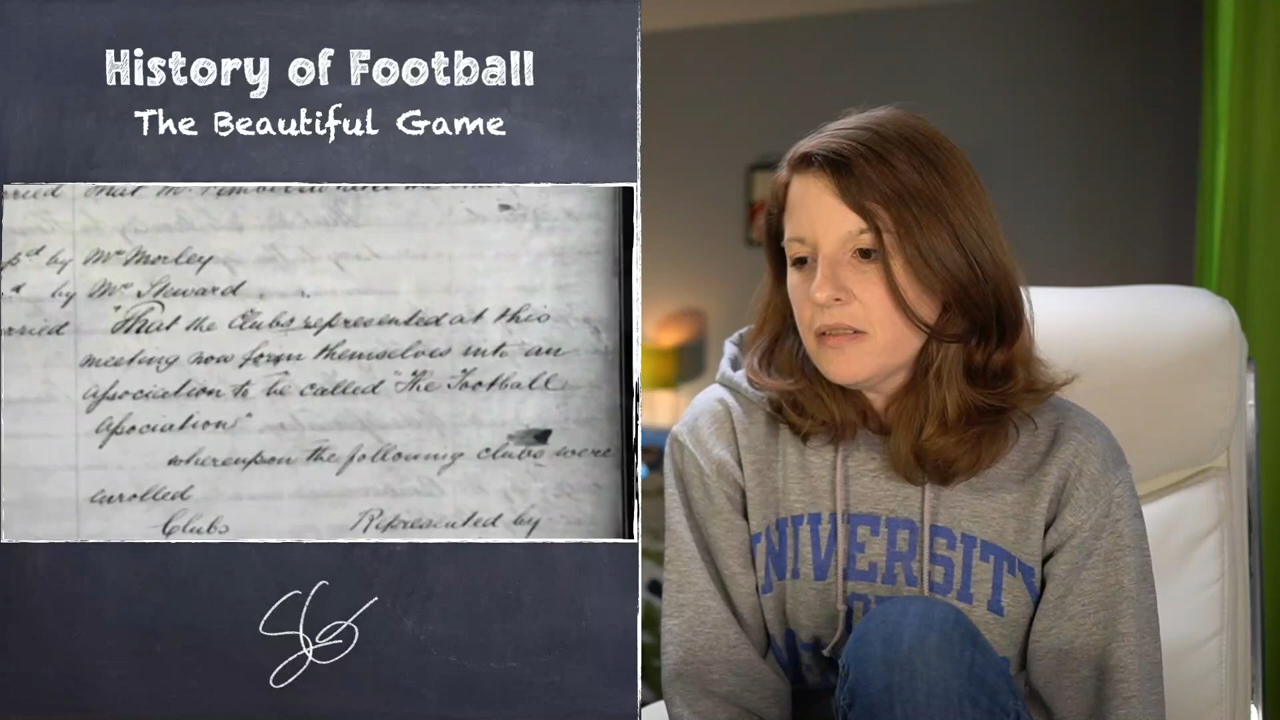 History of Football
The Beautiful Game
by Mr Morley
by Mr Steward
"That the Clubs represented at this
meeting now form themselves into an
association to be called "The Football
Association"
whereupon the following clubs were
enrolled
Clubs Represented by
UNIVERSITY
OF